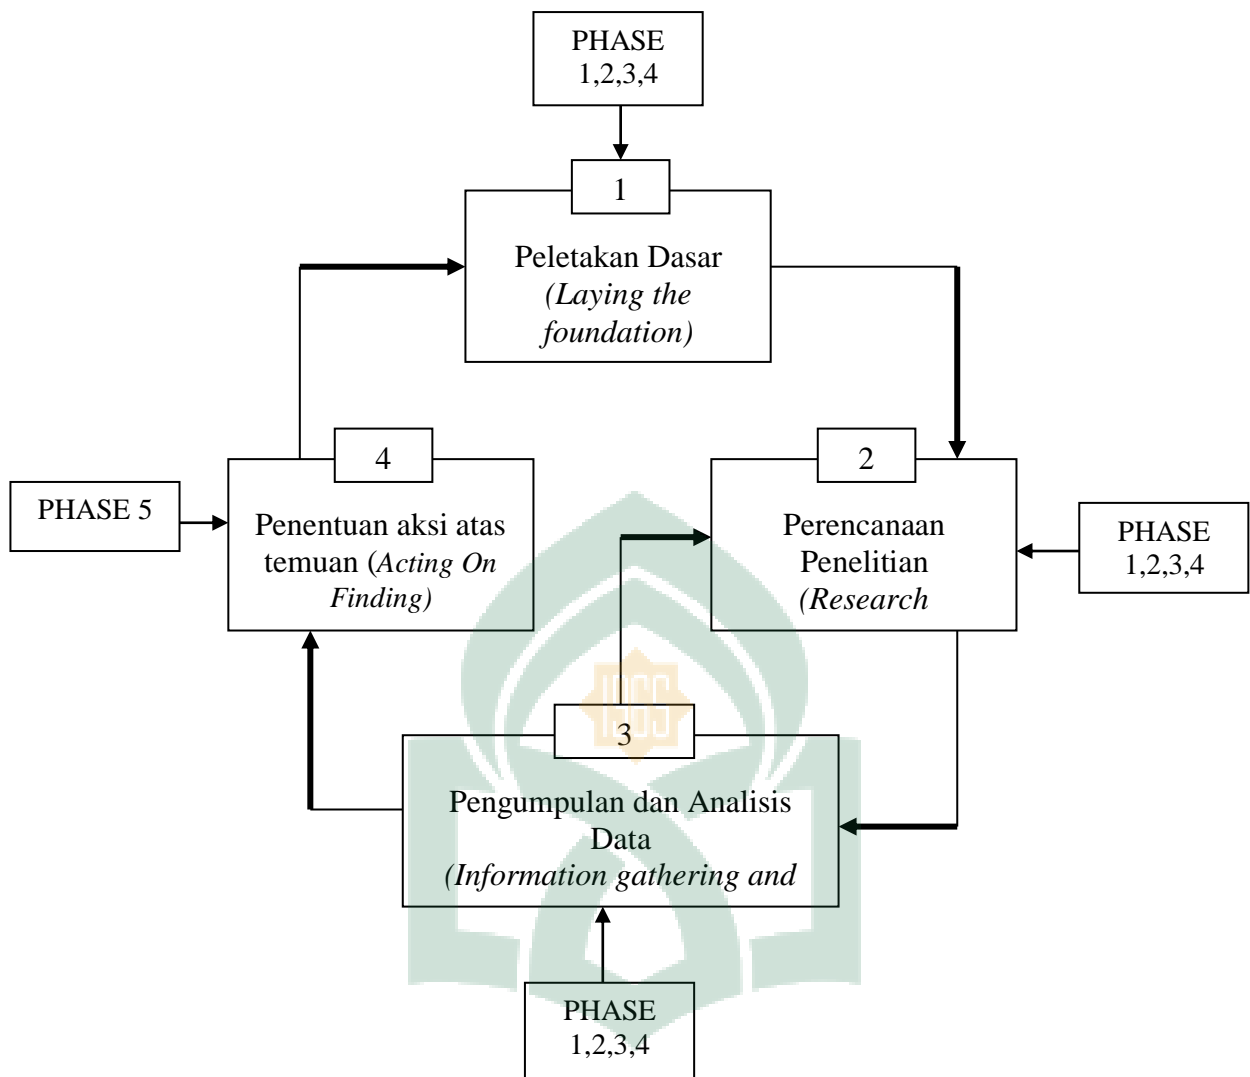 PHASE
1,2,3,4
1
Peletakan Dasar
(Laying the
foundation)
4
2
PHASE 5
Penentuan aksi atas
temuan (Acting On
Finding)
Perencanaan
Penelitian
(Research
PHASE
1,2,3,4
3
Pengumpulan dan Analisis
Data
(Information gathering and
PHASE
1,2,3,4